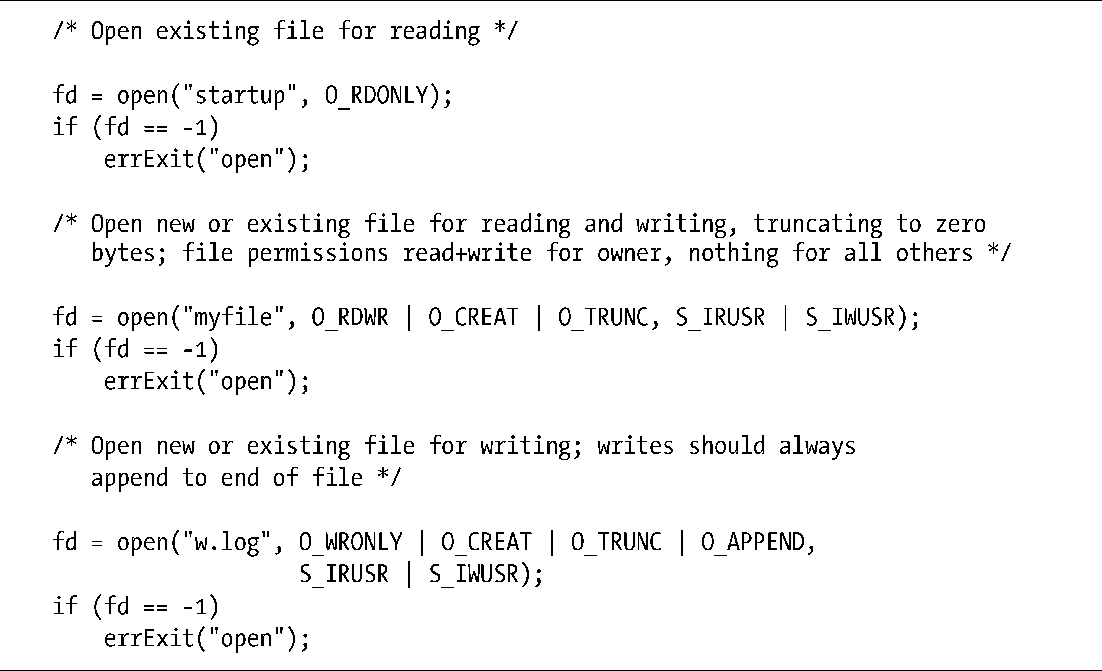 /* Open existing file for reading */
fd = open("startup", O_RDONLY);
if (fd == -1)
errExit("open");
/* Open new or existing file for reading and writing, truncating to zero
bytes; file permissions read+write for owner, nothing for all others */
fd = open("myfile", O_RDWR | O_CREAT | O_TRUNC, S_IRUSR | S_IWUSR);
if (fd == -1)
errExit("open");
/* Open new or existing file for writing; writes should always
append to end of file */
fd = open("w.log", O_WRONLY | O_CREAT | O_TRUNC | O_APPEND,
S_IRUSR | S_IWUSR);
if (fd == -1)
errExit("open");